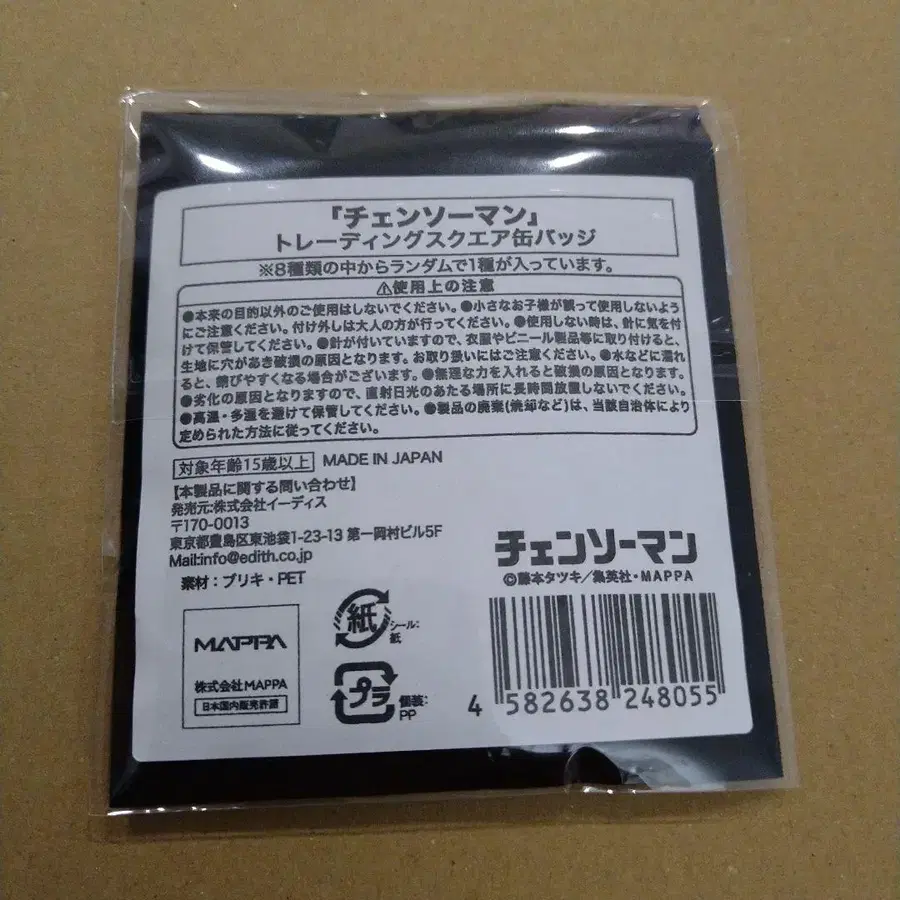 「チェンソーマン」
トレーディングスクエア缶バッジ
※8種類の中からランダムで1種が入っています。
⚠使用上の注意
●本来の目的以外のご使用はしないでください。●小さなお子様が誤って使用しないよう
にご注意ください。付け外しは大人の方が行ってください。●使用しない時は、針に気を付
けて保管してください。●針が付いていますので、衣服やビニール製品等に取り付けると、
生地に穴があき破損の原因となります。お取り扱いにはご注意ください。●水などに濡れ
ると、錆びやすくなる場合がございます。●無理な力を入れると破損の原因となります。
●劣化の原因となりますので、直射日光のあたる場所に長時間放置しないでください。
●高温・多湿を避けて保管してください。●製品の廃棄(焼却など)は、当該自治体により
定められた方法に従ってください。
対象年齢15歳以上 MADE IN JAPAN
【本製品に関する問い合わせ】
発売元:株式会社イーディス
〒170-0013
東京都豊島区東池袋1-23-13 第一岡村ビル5F
Mail:info@edith.co.jp
素材：ブリキ・PET
チェンソーマン
©藤本タツキ/集英社・MAPPA
MAPPA
株式会社MAPPA
日本国内販売許諾
紙
シール:
紙
プラ
個装:
PP
4 582638 248055